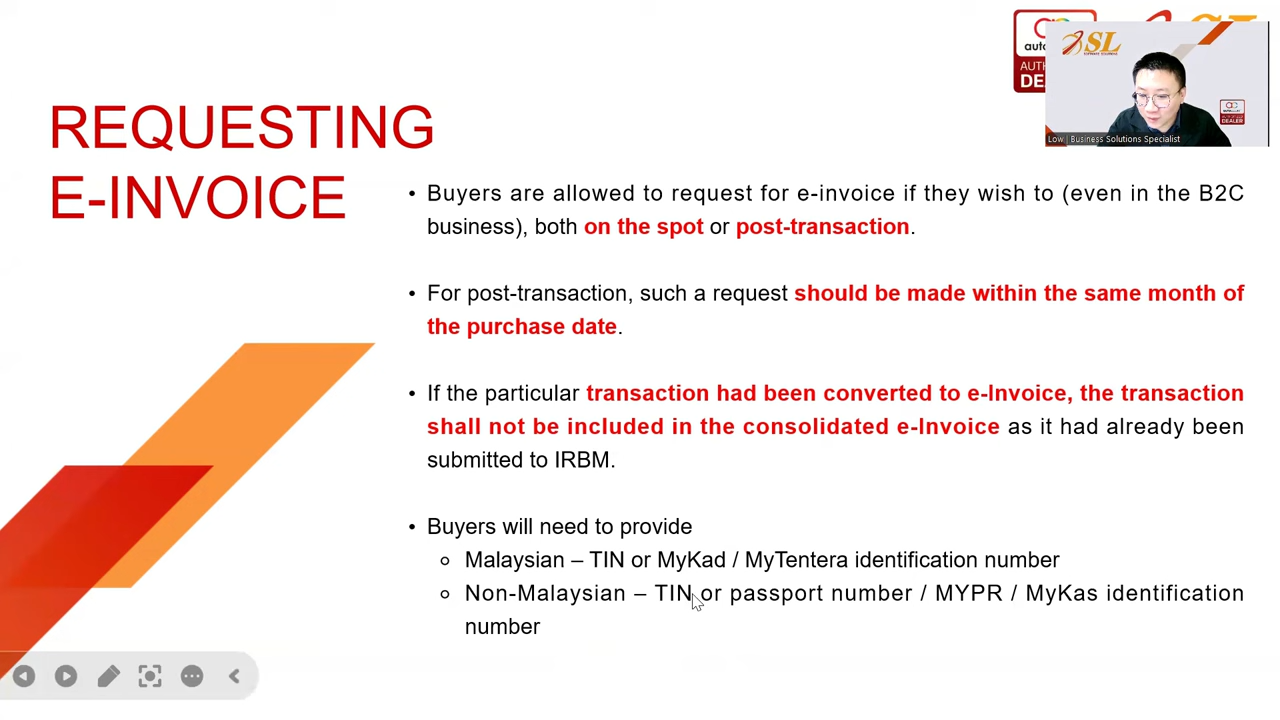 REQUESTING
E-INVOICE
SL
DEALER
Low | Business Solutions Specialist
• Buyers are allowed to request for e-invoice if they wish to (even in the B2C
business), both on the spot or post-transaction.
• For post-transaction, such a request should be made within the same month of
the purchase date.
• If the particular transaction had been converted to e-Invoice, the transaction
shall not be included in the consolidated e-Invoice as it had already been
submitted to IRBM.
• Buyers will need to provide
○ Malaysian – TIN or MyKad / MyTentera identification number
○ Non-Malaysian – TIN or passport number / MYPR / MyKas identification
number